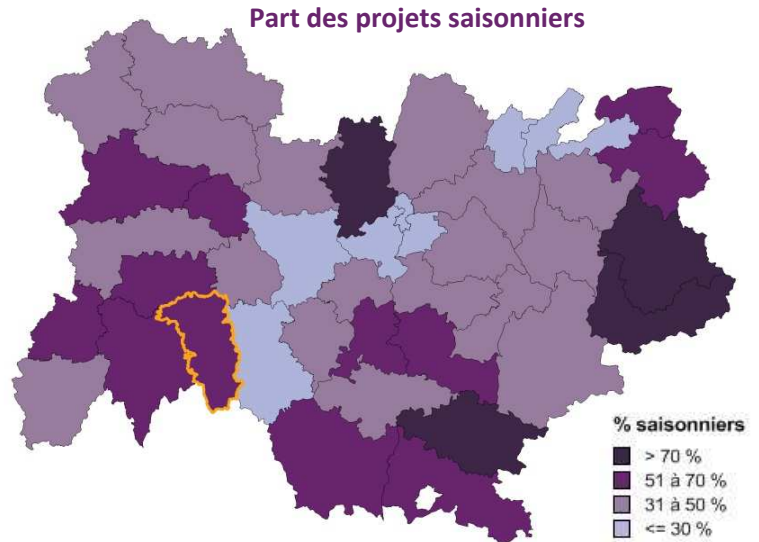 Part des projets saisonniers
% saisonniers
> 70 %
51 à 70 %
31 à 50 %
<= 30 %